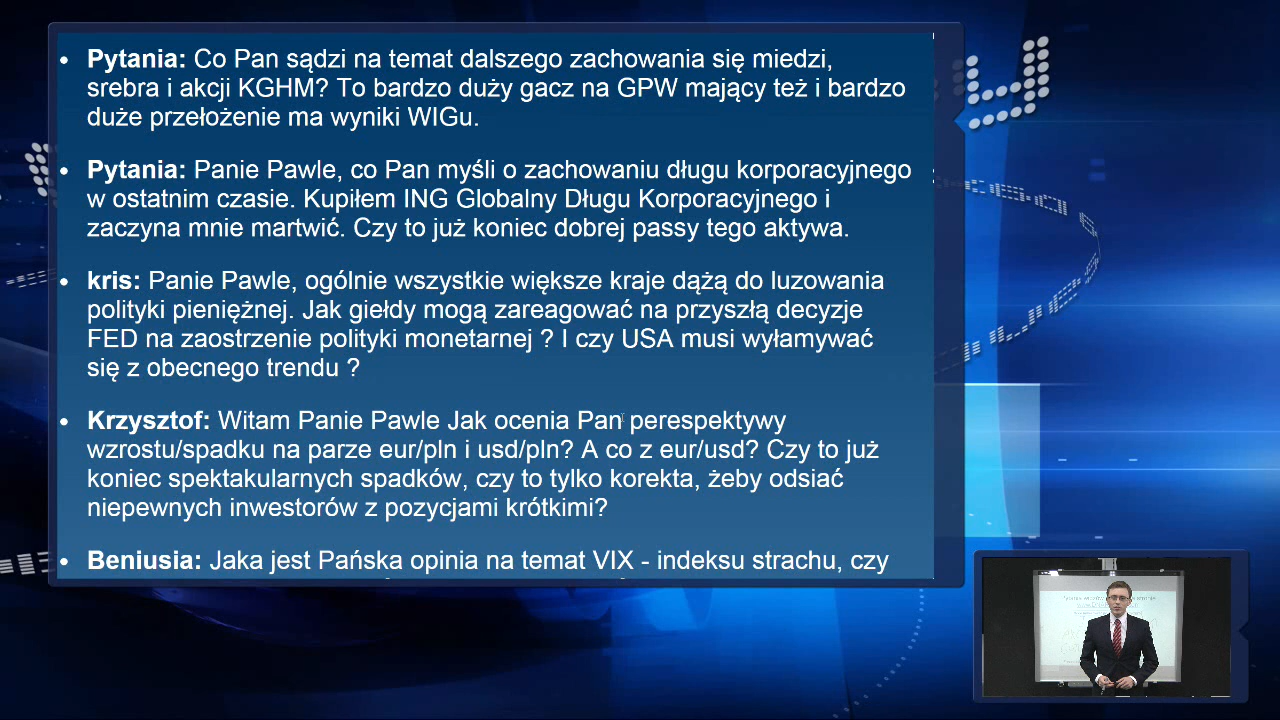 Pytania: Co Pan sądzi na temat dalszego zachowania się miedzi,
srebra i akcji KGHM? To bardzo duży gacz na GPW mający też i bardzo
duże przełożenie ma wyniki WIGu.
Pytania: Panie Pawle, co Pan myśli o zachowaniu długu korporacyjnego
w ostatnim czasie. Kupiłem ING Globalny Długu Korporacyjnego i
zaczyna mnie martwić. Czy to już koniec dobrej passy tego aktywa.
kris: Panie Pawle, ogólnie wszystkie większe kraje dążą do luzowania
polityki pieniężnej. Jak giełdy mogą zareagować na przyszłą decyzje
FED na zaostrzenie polityki monetarnej ? I czy USA musi wyłamywać
się z obecnego trendu ?
Krzysztof: Witam Panie Pawle Jak ocenia Pan perespektywy
wzrostu/spadku na parze eur/pln i usd/pln? A co z eur/usd? Czy to już
koniec spektakularnych spadków, czy to tylko korekta, żeby odsiać
niepewnych inwestorów z pozycjami krótkimi?
Beniusia: Jaka jest Pańska opinia na temat VIX - indeksu strachu, czy